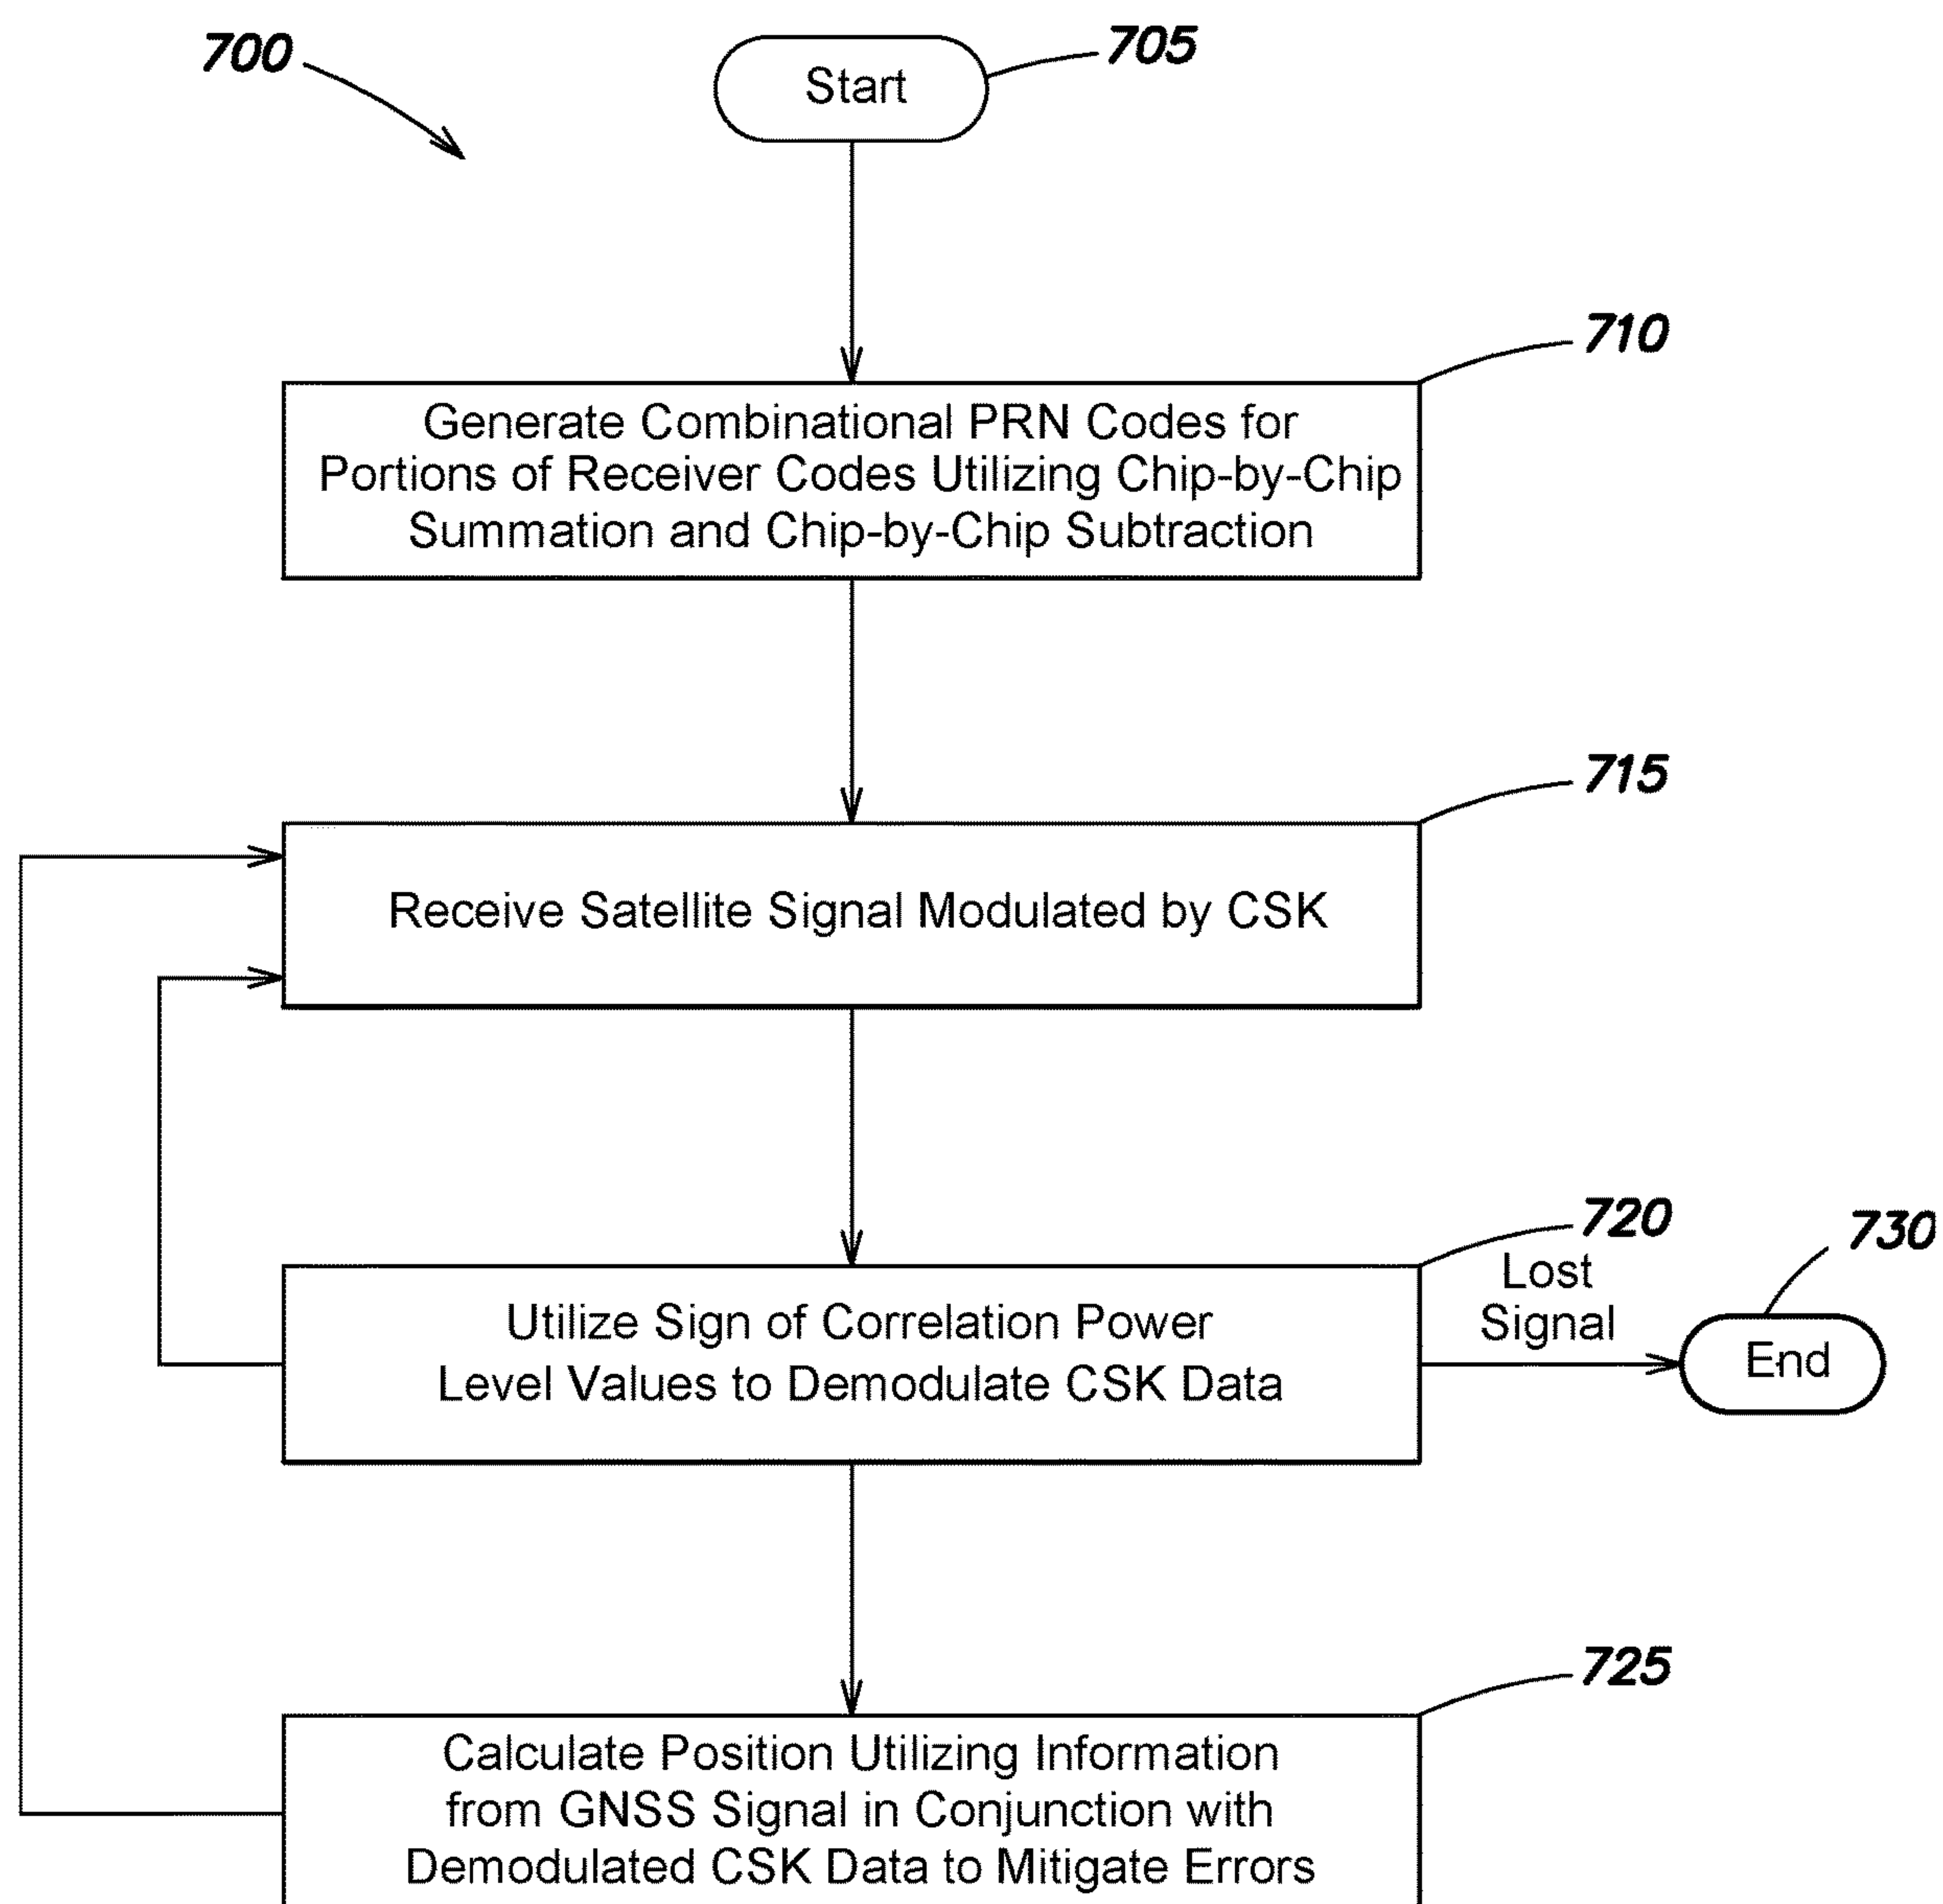 700
Start
705
710
Generate Combinational PRN Codes for
Portions of Receiver Codes Utilizing Chip-by-Chip
Summation and Chip-by-Chip Subtraction
715
Receive Satellite Signal Modulated by CSK
720
Utilize Sign of Correlation Power
Level Values to Demodulate CSK Data
Lost
Signal
730
End
725
Calculate Position Utilizing Information
from GNSS Signal in Conjunction with
Demodulated CSK Data to Mitigate Errors